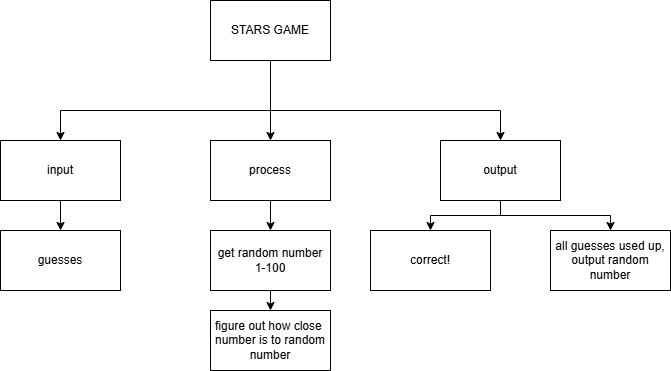 STARS GAME
input
process
output
guesses
get random number
1-100
correct!
all guesses used up,
output random
number
figure out how close
number is to random
number